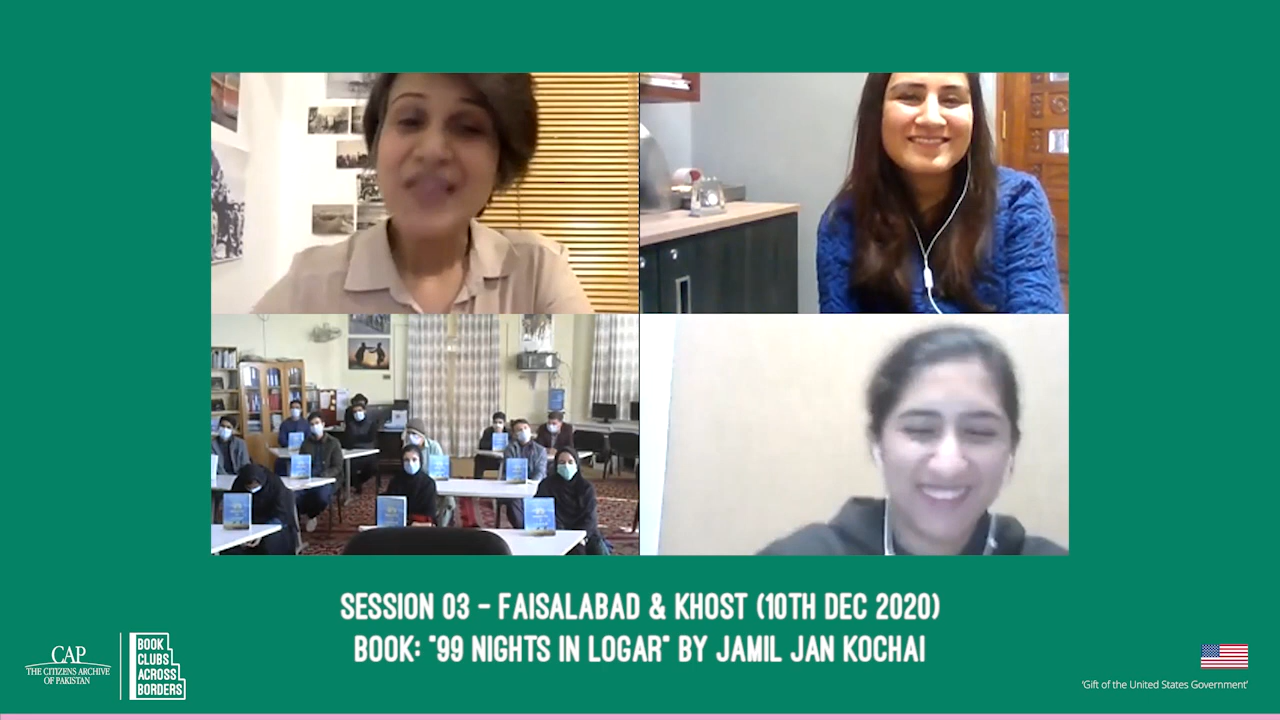 SESSION 03 - FAISALABAD & KHOST (10TH DEC 2020)
BOOK: "99 NIGHTS IN LOGAR" BY JAMIL JAN KOCHAI
CAP
THE CITIZENS ARCHIVE
OF PAKISTAN
BOOK
CLUBS
ACROSS
BORDERS
'Gift of the United States Government'